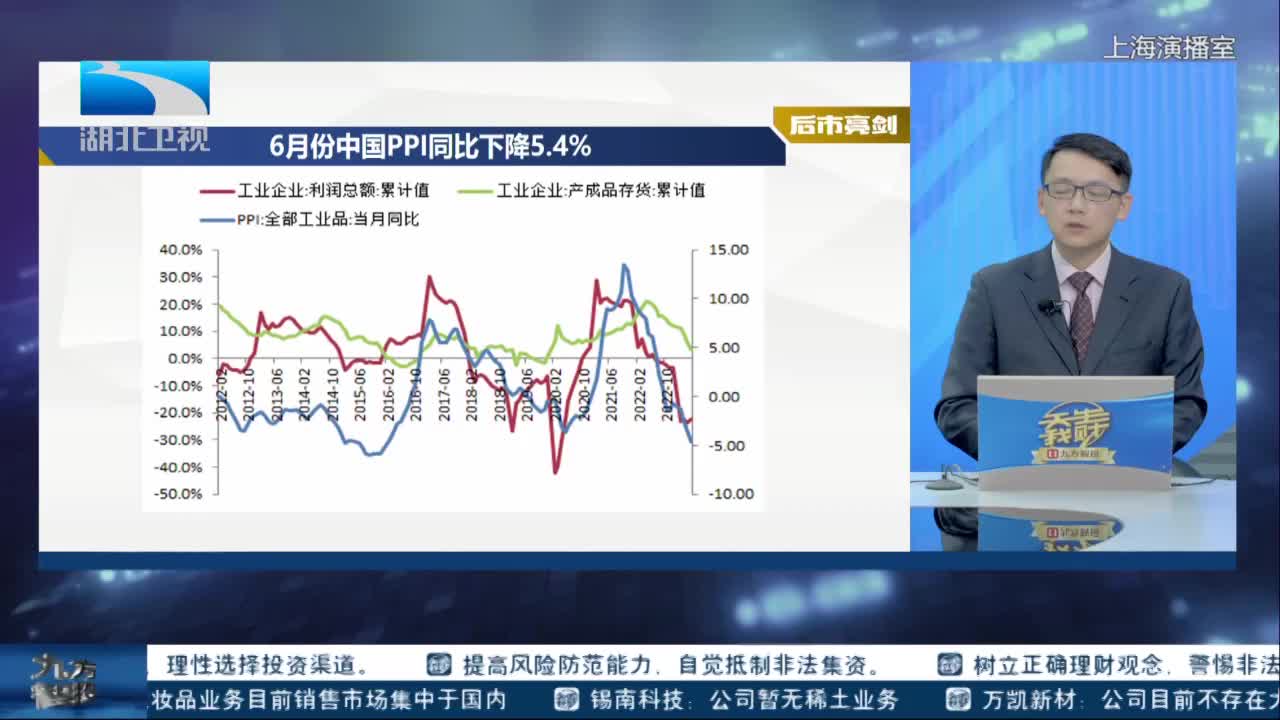 上海演播室
湖北卫视
后市亮剑
6月份中国PPI同比下降5.4%
工业企业:利润总额:累计值
工业企业:产成品存货:累计值
PPI:全部工业品:当月同比
40.0%
30.0%
20.0%
10.0%
0.0%
-10.0%
-20.0%
-30.0%
-40.0%
-50.0%
15.00
10.00
5.00
0.00
-5.00
-10.00
2012-02
2012-10
2013-06
2014-02
2014-10
2015-06
2016-02
2016-10
2017-06
2018-02
2018-10
2019-06
2020-02
2020-10
2021-06
2022-02
2022-10
天生我财
九方智投
理性选择投资渠道。
提高风险防范能力,自觉抵制非法集资。
树立正确理财观念,警惕非法
妆品业务目前销售市场集中于国内
锡南科技:公司暂无稀土业务
万凯新材:公司目前不存在